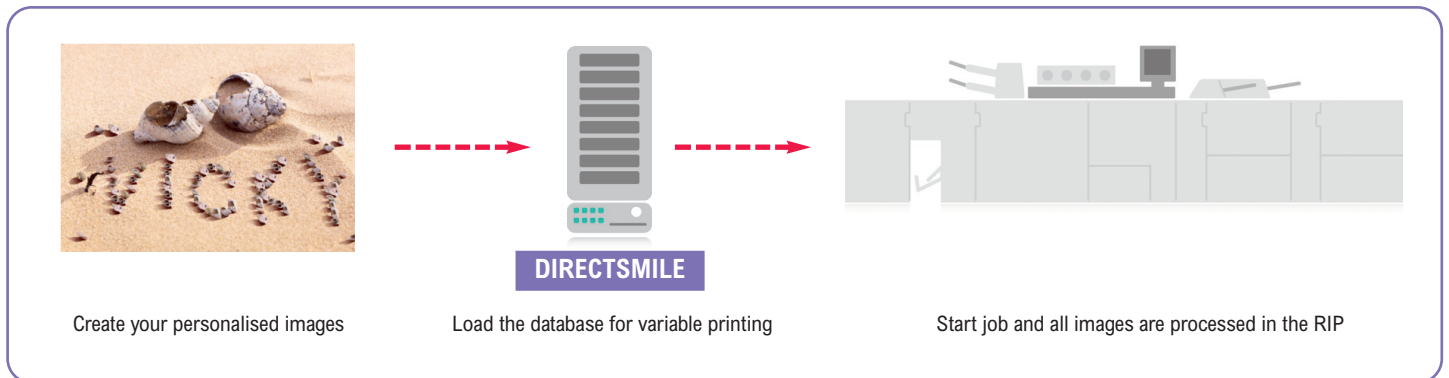 VICKY
DIRECTSMILE
Create your personalised images
Load the database for variable printing
Start job and all images are processed in the RIP